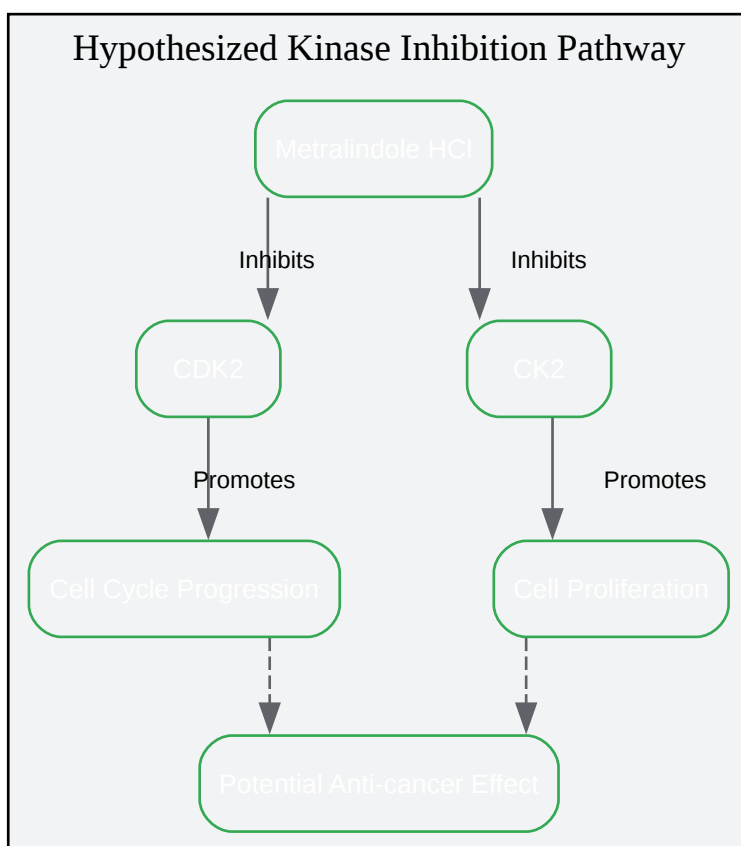 Hypothesized Kinase Inhibition Pathway
Metralindole HCl
Inhibits
Inhibits
CDK2
CK2
Promotes
Promotes
Cell Cycle Progression
Cell Proliferation
Potential Anti-cancer Effect